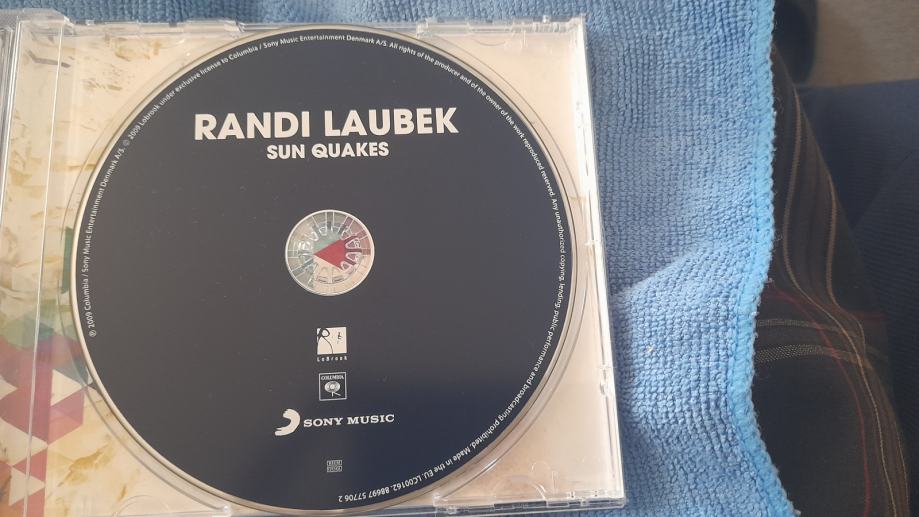 RANDI LAUBEK
SUN QUAKES
℗ 2009 Columbia / Sony Music Entertainment Denmark A/S. © 2009 LoBrook under exclusive license to Columbia / Sony Music Entertainment Denmark A/S. All rights of the producer and of the owner of the work reproduced reserved. Any unauthorized copying, lending, public performance and broadcasting prohibited. Made in the EU. LC00162. 88697 57706 2
LoBrook
COLUMBIA
SONY MUSIC